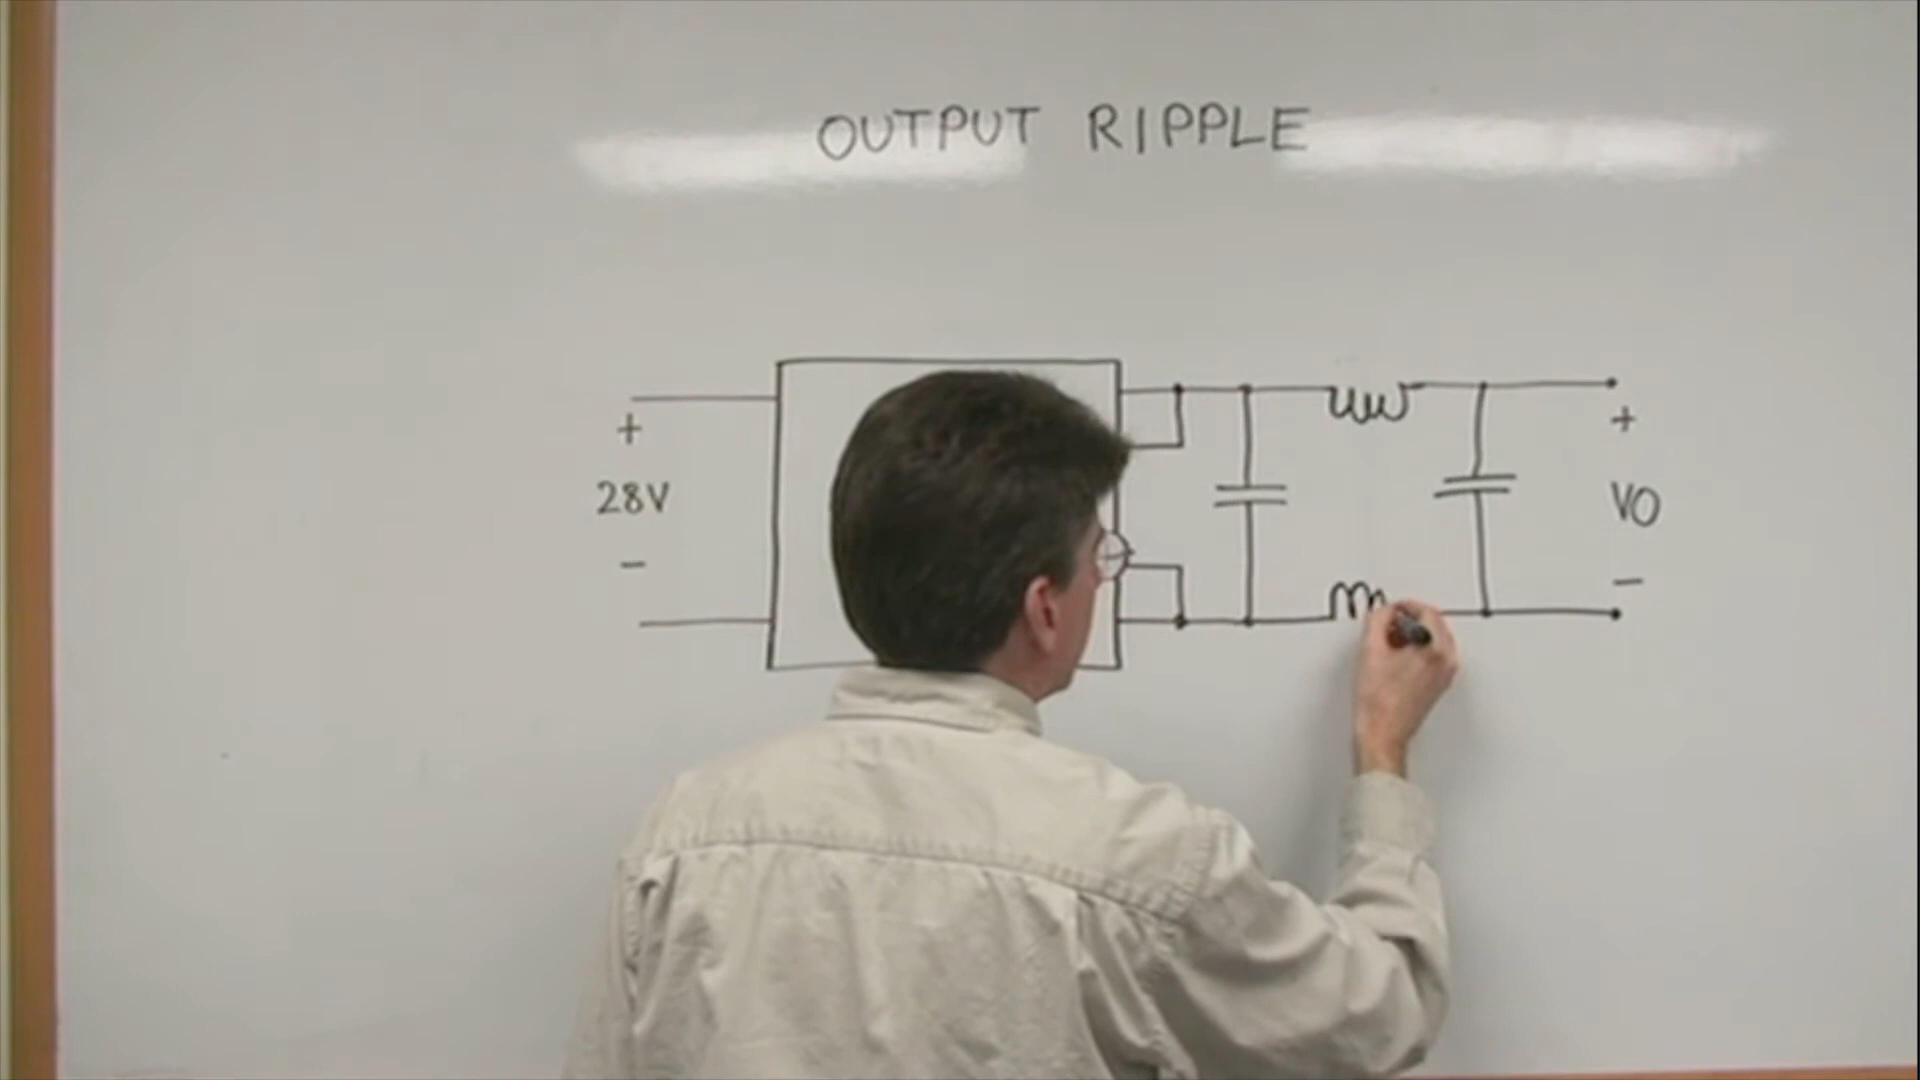 OUTPUT RIPPLE
+
28V
−
+
VO
−